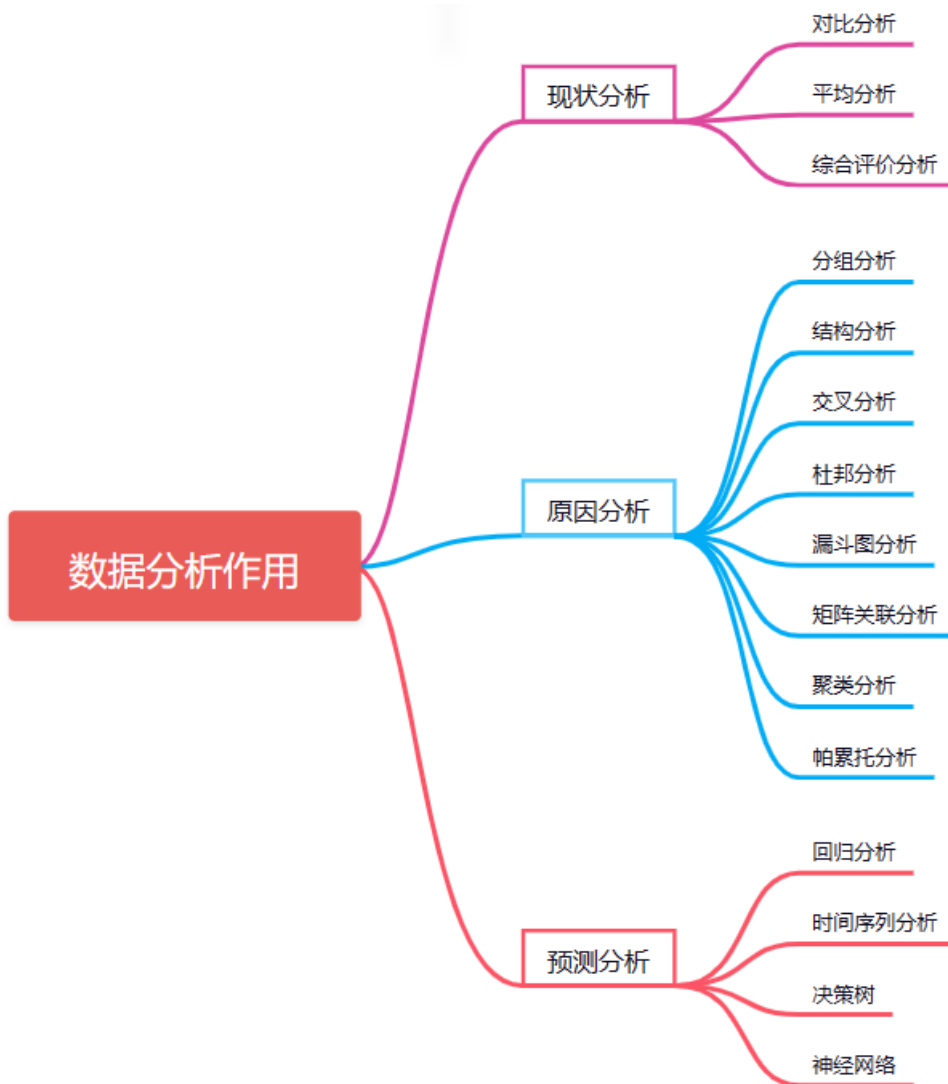 数据分析作用
现状分析
对比分析
平均分析
综合评价分析
原因分析
分组分析
结构分析
交叉分析
杜邦分析
漏斗图分析
矩阵关联分析
聚类分析
帕累托分析
预测分析
回归分析
时间序列分析
决策树
神经网络